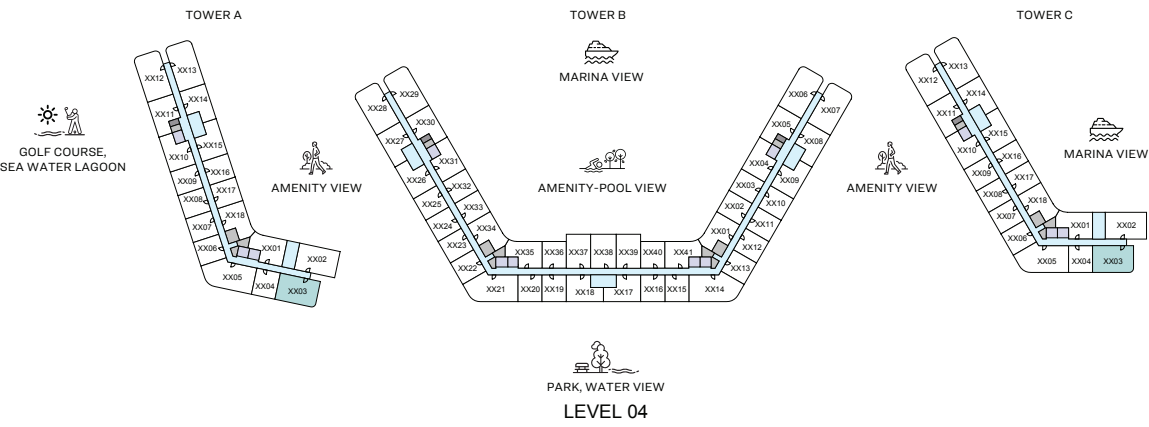 TOWER A
TOWER B
TOWER C
MARINA VIEW
GOLF COURSE,
SEA WATER LAGOON
AMENITY VIEW
AMENITY-POOL VIEW
AMENITY VIEW
MARINA VIEW
XX12
XX13
XX14
XX11
XX15
XX10
XX16
XX09
XX17
XX08
XX18
XX07
XX06
XX01
XX02
XX05
XX04
XX03
XX29
XX28
XX30
XX27
XX31
XX26
XX32
XX25
XX33
XX24
XX34
XX23
XX22
XX35
XX36
XX37
XX38
XX39
XX40
XX41
XX21
XX20
XX19
XX18
XX17
XX16
XX15
XX14
XX06
XX07
XX05
XX08
XX04
XX09
XX03
XX10
XX02
XX11
XX01
XX12
XX13
XX13
XX12
XX14
XX11
XX15
XX10
XX16
XX09
XX17
XX08
XX18
XX07
XX06
XX01
XX02
XX05
XX04
XX03
PARK, WATER VIEW
LEVEL 04